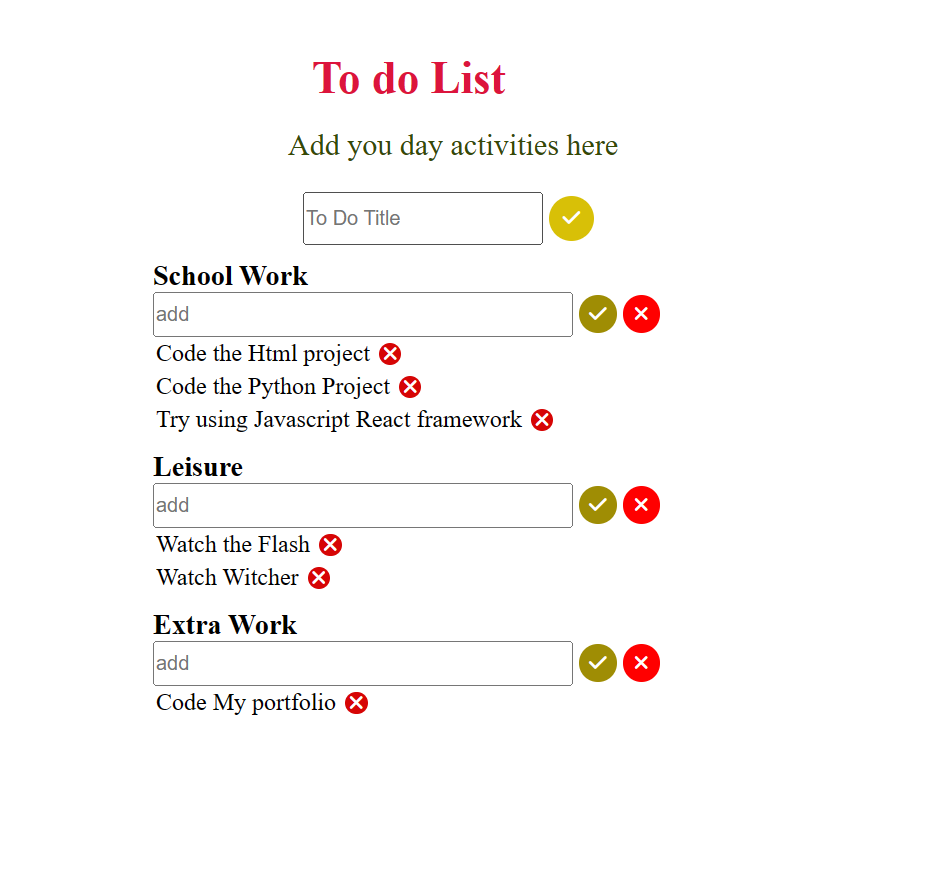 To do List
Add you day activities here
To Do Title
School Work
add
Code the Html project
Code the Python Project
Try using Javascript React framework
Leisure
add
Watch the Flash
Watch Witcher
Extra Work
add
Code My portfolio